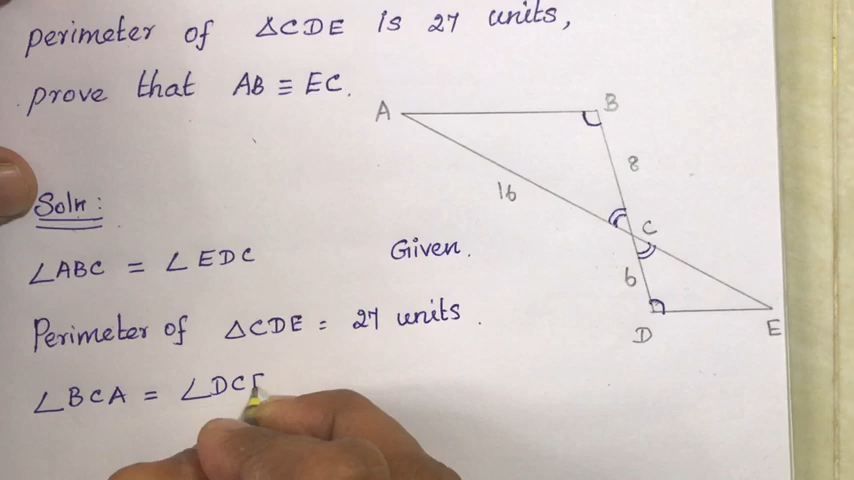 perimeter of ΔCDE is 27 units,
prove that AB ≡ EC.
A
B
8
16
C
6
D
E
Soln:
∠ABC = ∠EDC Given.
Perimeter of ΔCDE = 27 units.
∠BCA = ∠DC